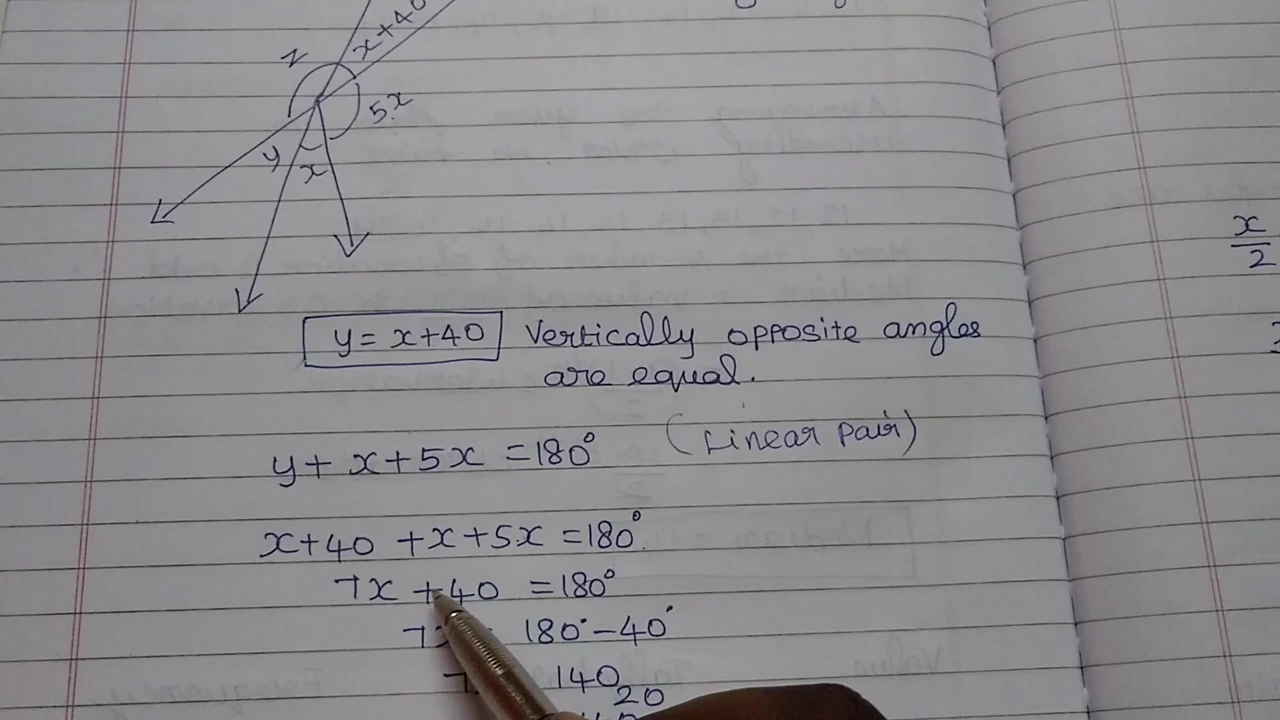 z
x+40
5x
y
x
y = x+40 Vertically opposite angles
are equal.
y + x + 5x = 180° (Linear pair)
x+40 + x+5x = 180°
7x + 40 = 180°
180° - 40°
140
20
x/2